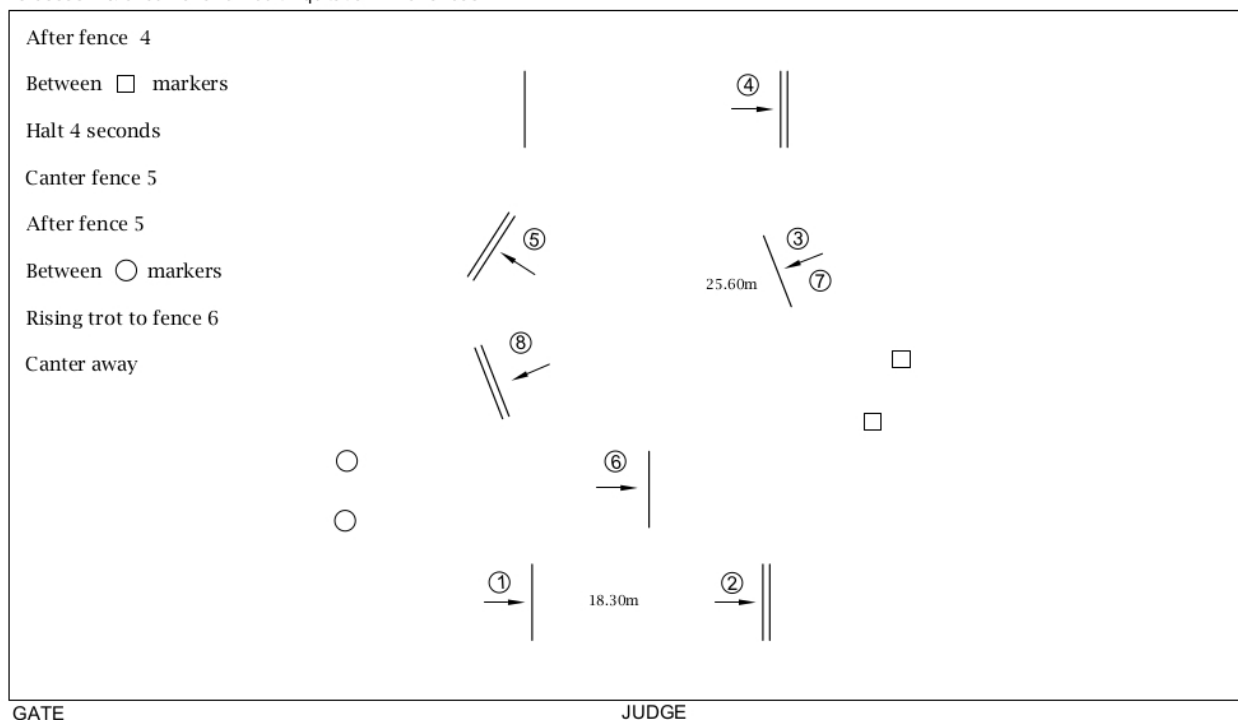 After fence 4
Between □ markers
Halt 4 seconds
Canter fence 5
After fence 5
Between ○ markers
Rising trot to fence 6
Canter away
④
⑤
③
25.60m
⑦
⑧
⑥
①
18.30m
②
GATE
JUDGE